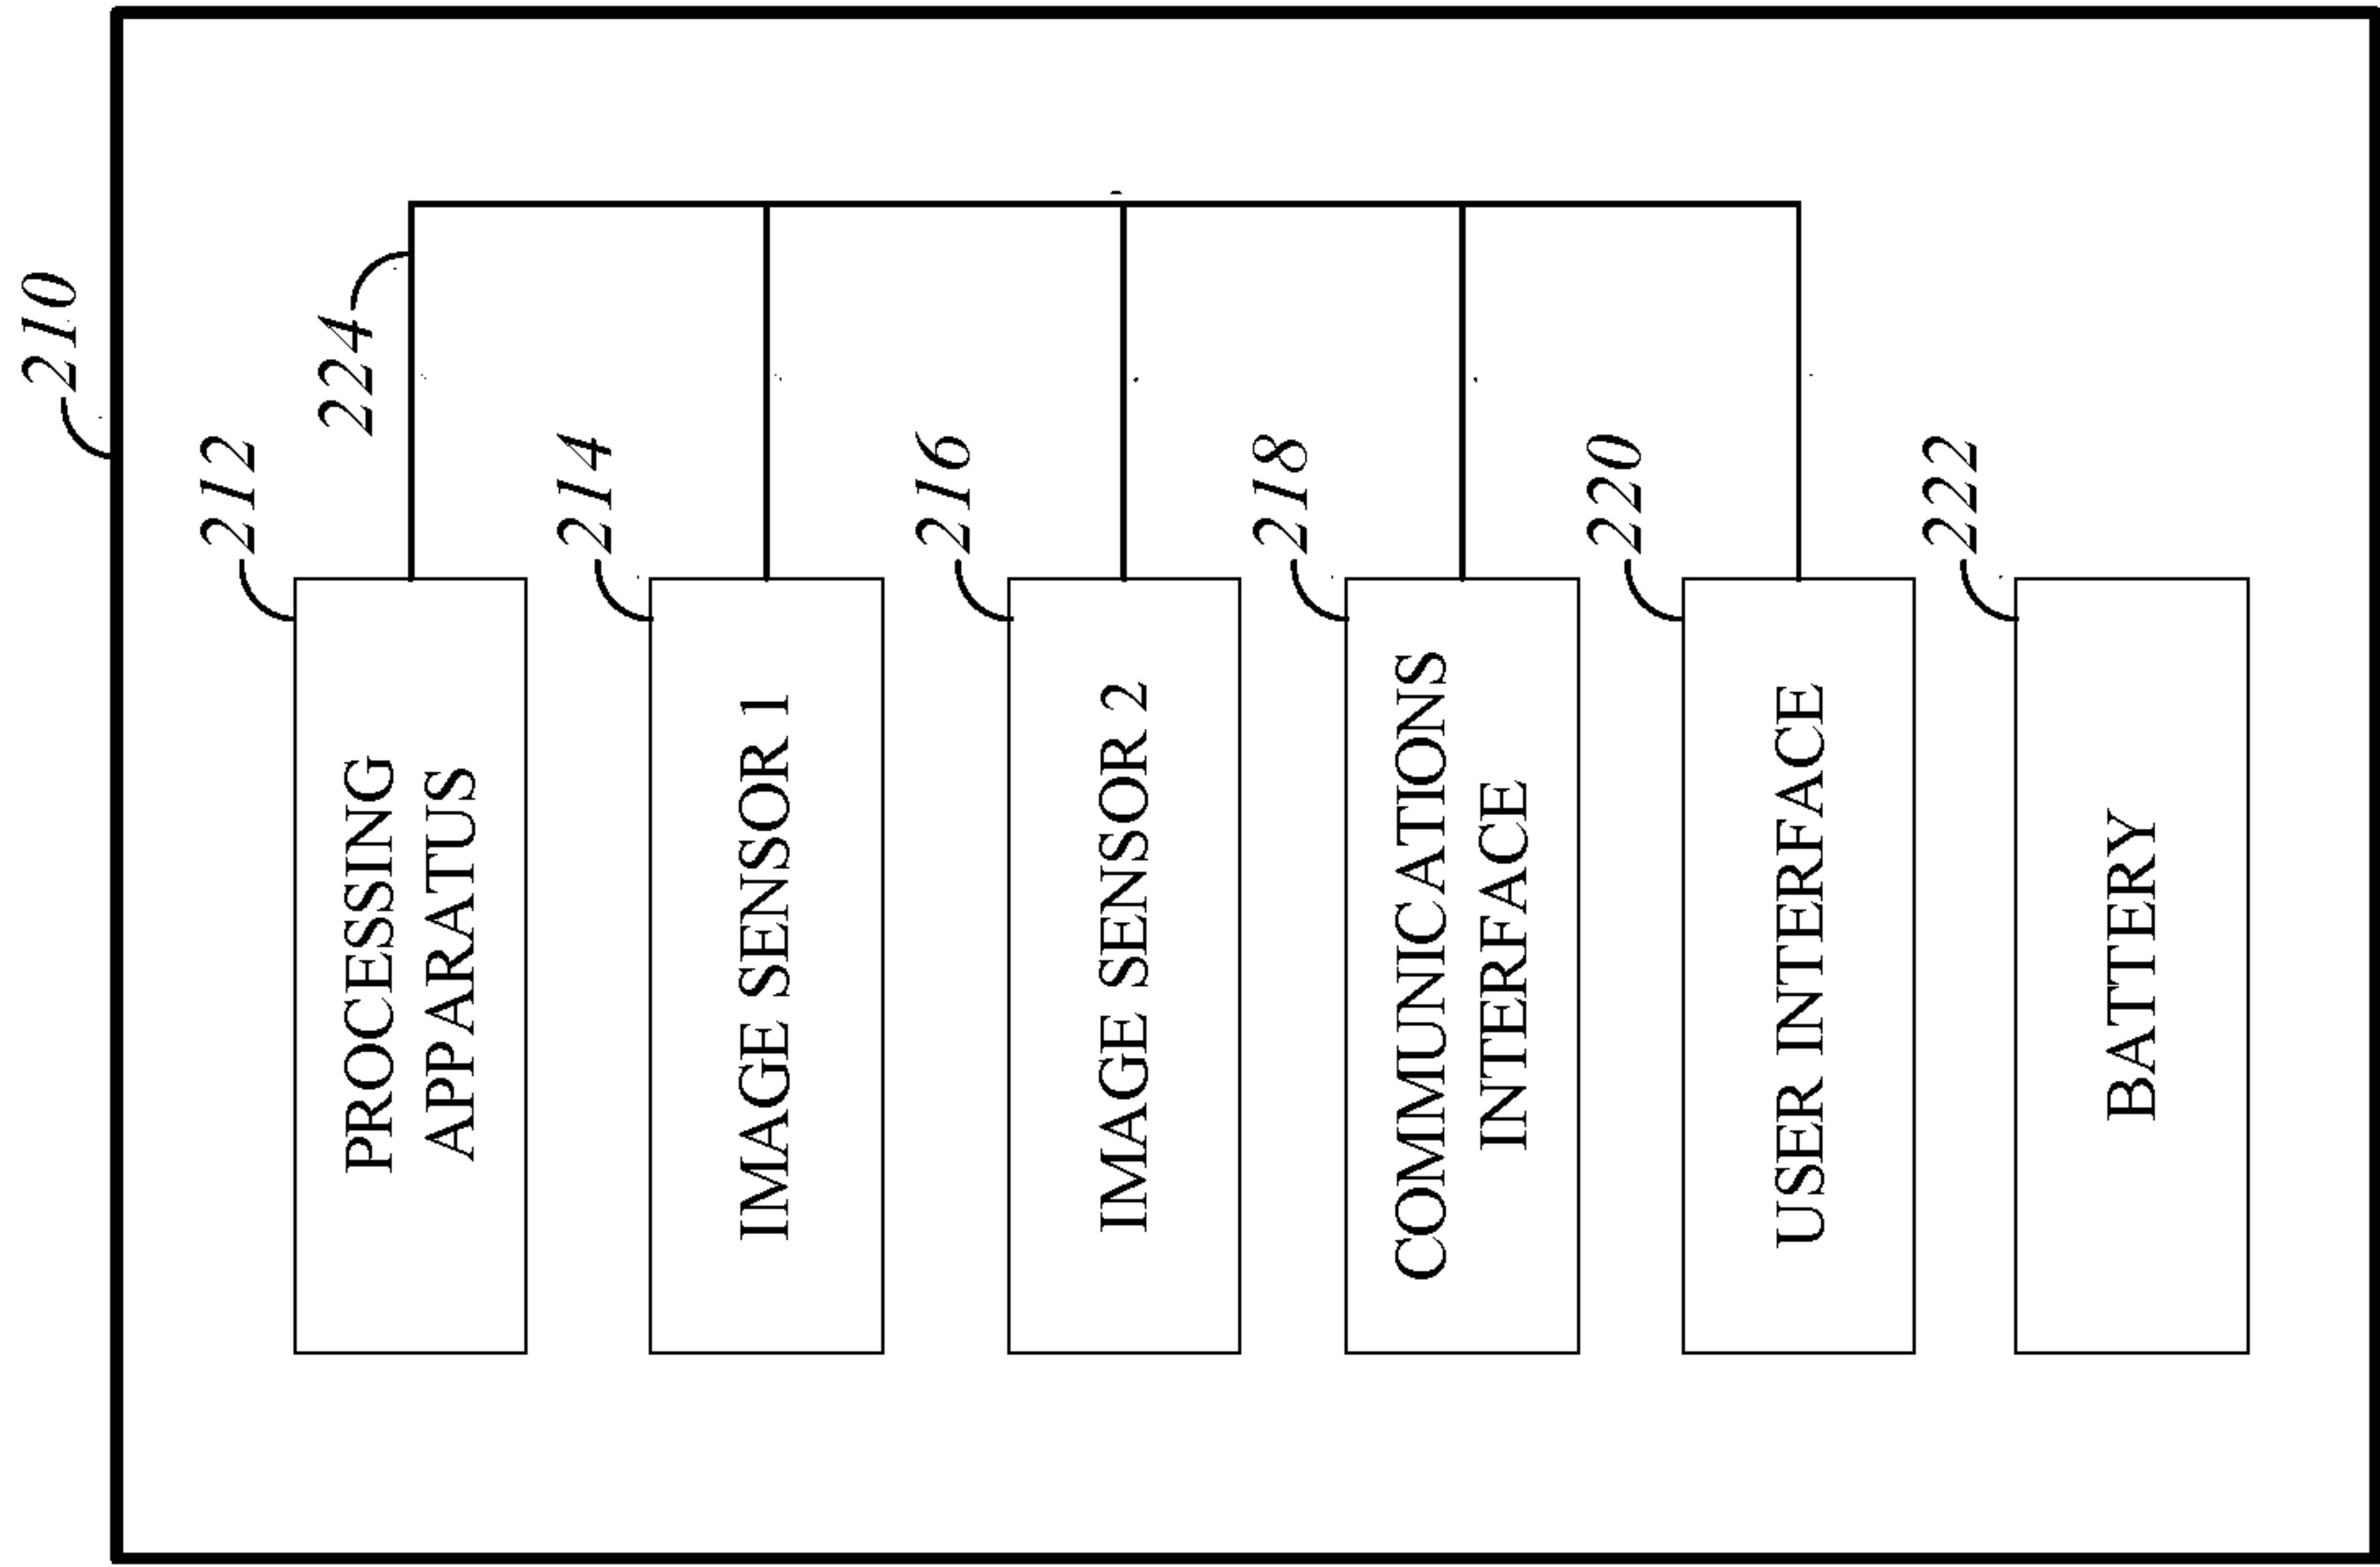 210
224
212
PROCESSING
APPARATUS
214
IMAGE SENSOR 1
216
IMAGE SENSOR 2
218
COMMUNICATIONS
INTERFACE
220
USER INTERFACE
222
BATTERY